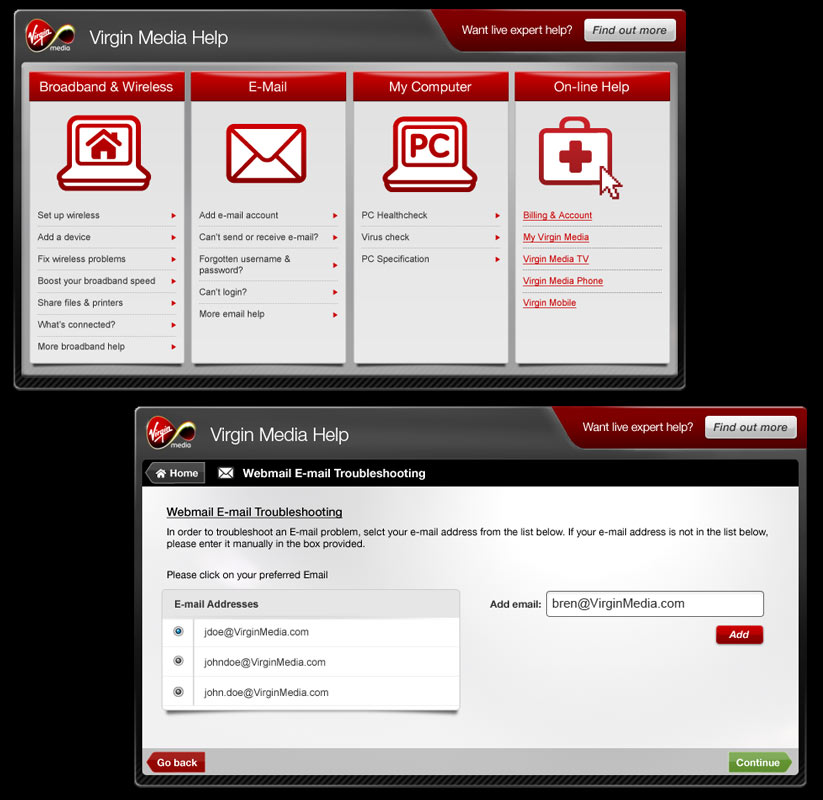 Virgin
media
Virgin Media Help
Want live expert help?
Find out more
Broadband & Wireless
Set up wireless
Add a device
Fix wireless problems
Boost your broadband speed
Share files & printers
What's connected?
More broadband help
E-Mail
Add e-mail account
Can't send or receive e-mail?
Forgotten username &
password?
Can't login?
More email help
My Computer
PC
PC Healthcheck
Virus check
PC Specification
On-line Help
Billing & Account
My Virgin Media
Virgin Media TV
Virgin Media Phone
Virgin Mobile
Virgin
media
Virgin Media Help
Want live expert help?
Find out more
Home
Webmail E-mail Troubleshooting
Webmail E-mail Troubleshooting
In order to troubleshoot an E-mail problem, selct your e-mail address from the list below. If your e-mail address is not in the list below,
please enter it manually in the box provided.
Please click on your preferred Email
E-mail Addresses
jdoe@VirginMedia.com
johndoe@VirginMedia.com
john.doe@VirginMedia.com
Add email:
bren@VirginMedia.com
Add
Go back
Continue